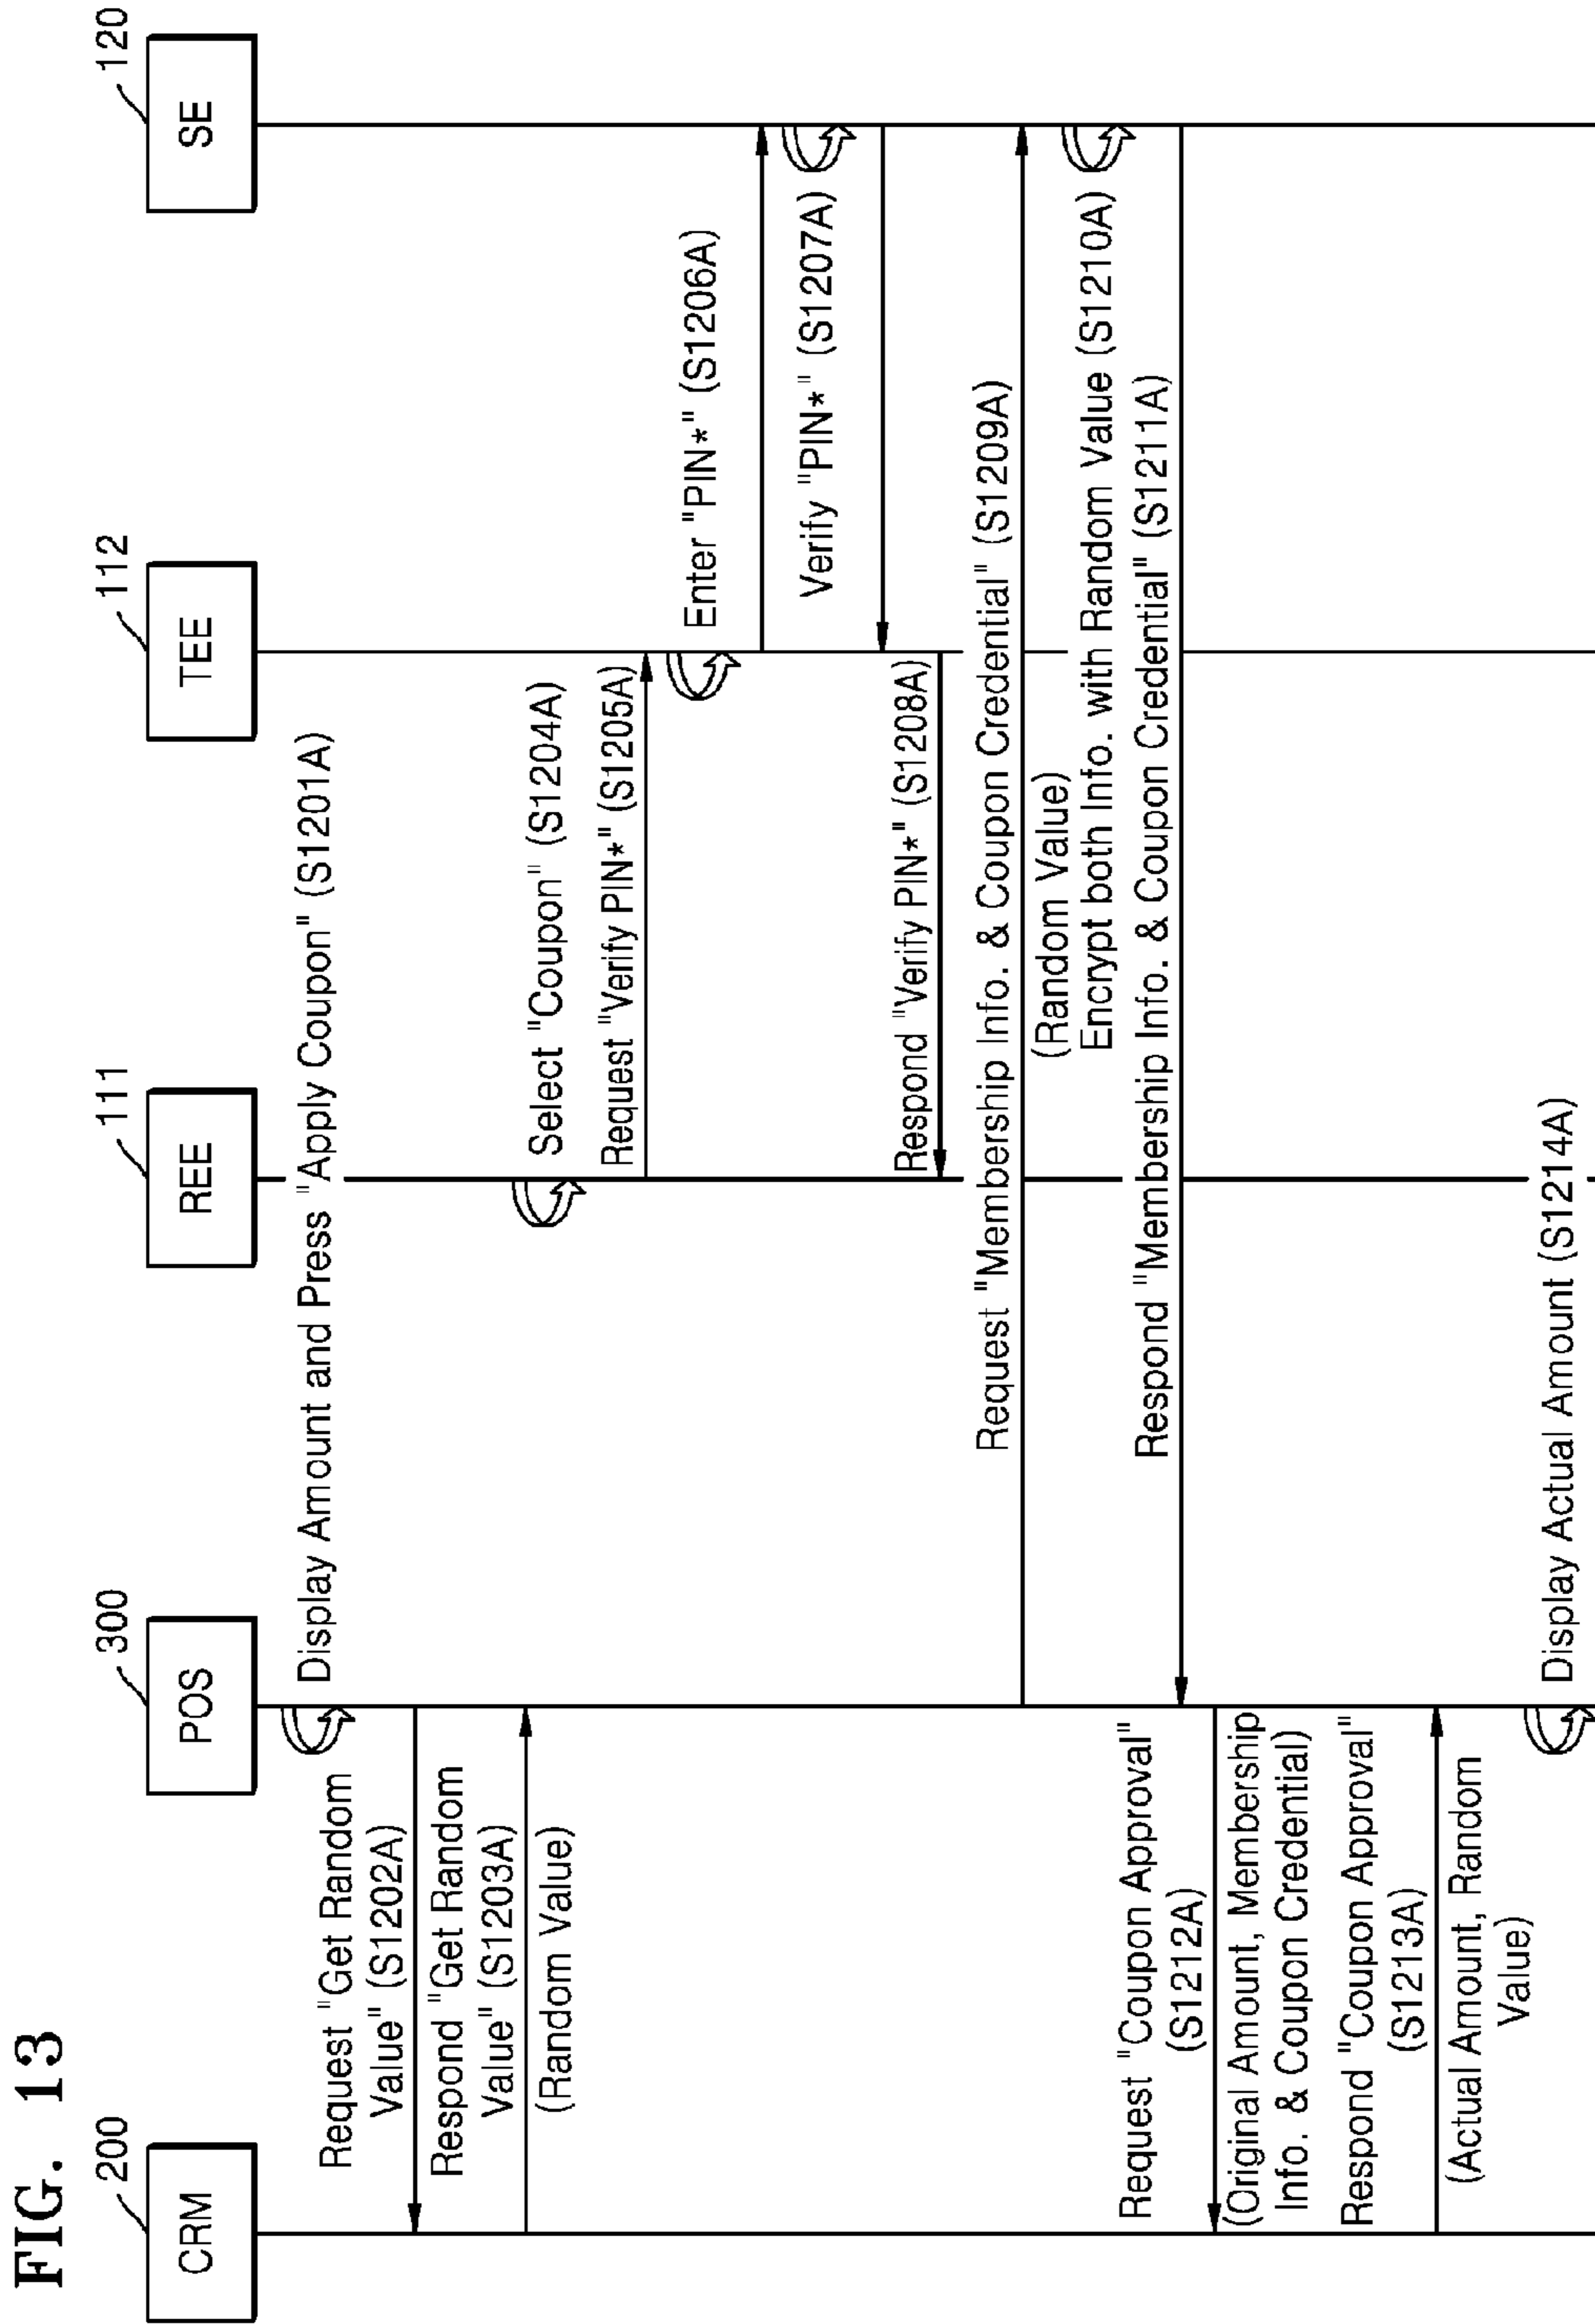 FIG. 13
CRM
200
POS
300
REE
111
TEE
112
SE
120
Display Amount and Press "Apply Coupon" (S1201A)
Request "Get Random
Value" (S1202A)
Respond "Get Random
Value" (S1203A)
(Random Value)
Select "Coupon" (S1204A)
Request "Verify PIN*" (S1205A)
Enter "PIN*" (S1206A)
Verify "PIN*" (S1207A)
Respond "Verify PIN*" (S1208A)
Request "Membership Info. & Coupon Credential" (S1209A)
(Random Value)
Encrypt both Info. with Random Value (S1210A)
Respond "Membership Info. & Coupon Credential" (S1211A)
Request "Coupon Approval"
(S1212A)
(Original Amount, Membership
Info. & Coupon Credential)
Respond "Coupon Approval"
(S1213A)
(Actual Amount, Random
Value)
Display Actual Amount (S1214A)